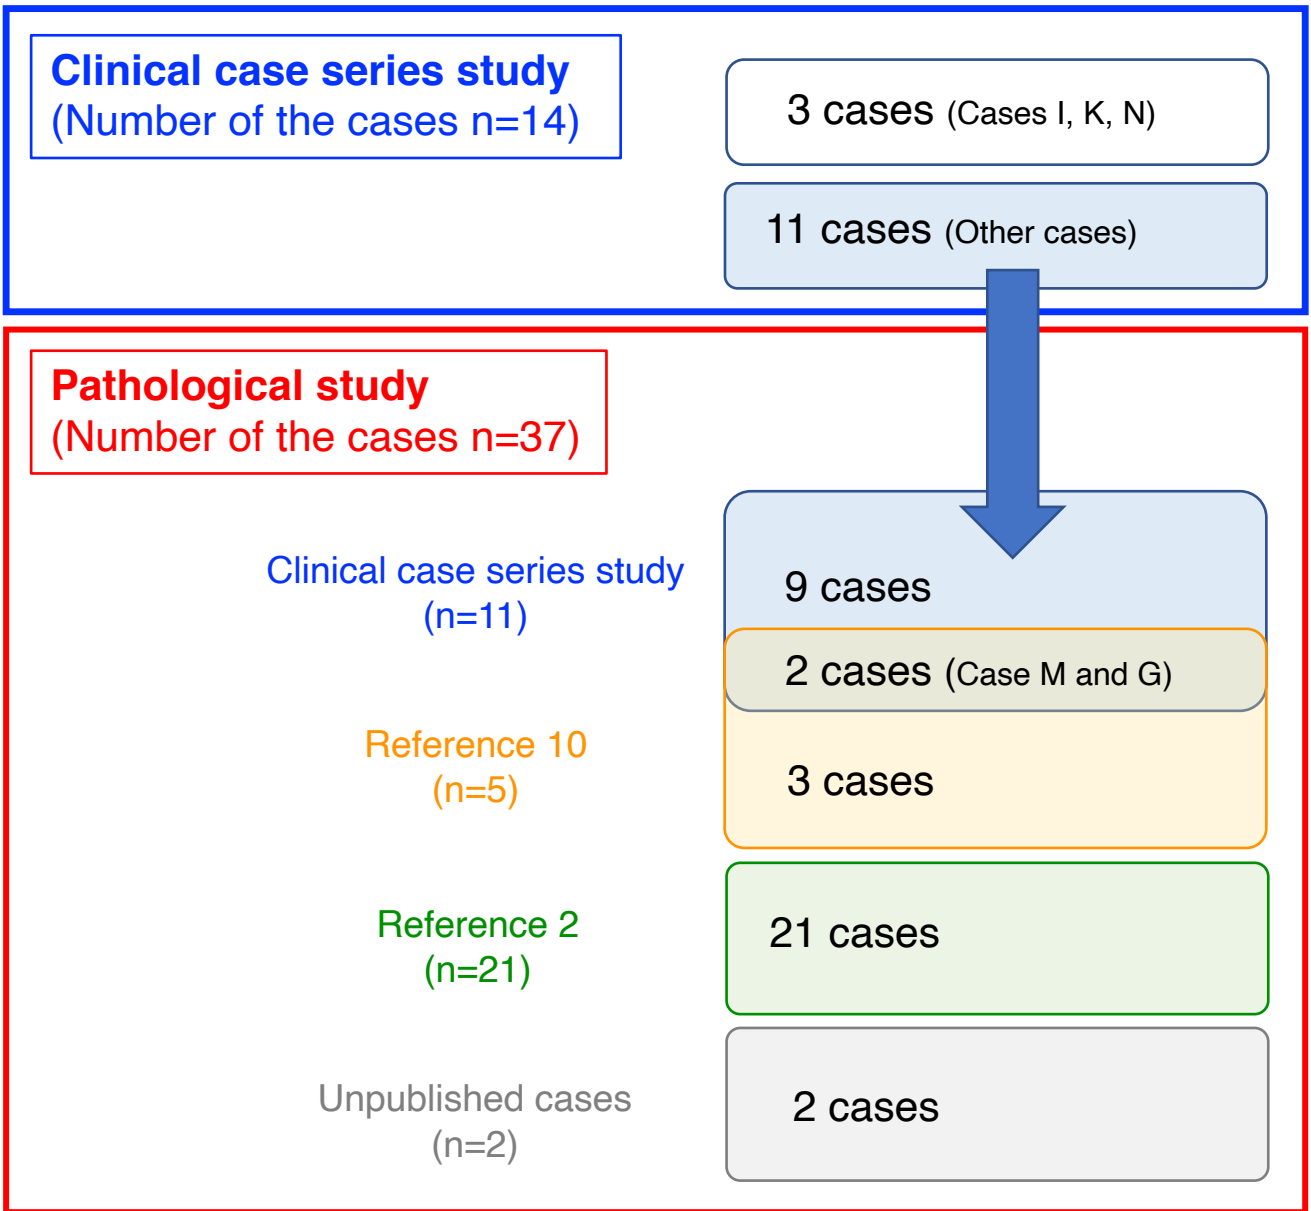 Clinical case series study
(Number of the cases n=14)
3 cases (Cases I, K, N)
11 cases (Other cases)
Pathological study
(Number of the cases n=37)
Clinical case series study
(n=11)
9 cases
2 cases (Case M and G)
Reference 10
(n=5)
3 cases
Reference 2
(n=21)
21 cases
Unpublished cases
(n=2)
2 cases